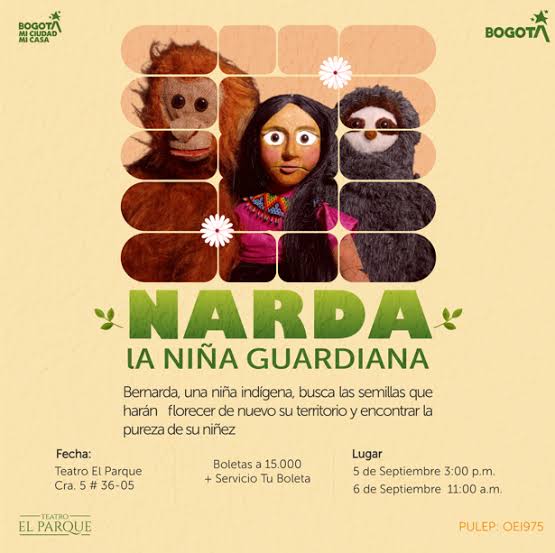 BOGOTÁ
MI CIUDAD
MI CASA
BOGOTÁ
NARDA
LA NIÑA GUARDIANA
Bernarda, una niña indígena, busca las semillas que
harán florecer de nuevo su territorio y encontrar la
pureza de su niñez
Fecha:
Teatro El Parque
Cra. 5 # 36-05
Boletas a 15.000
+ Servicio Tu Boleta
Lugar
5 de Septiembre 3:00 p.m.
6 de Septiembre 11:00 a.m.
TEATRO
EL PARQUE
PULEP: OEI975